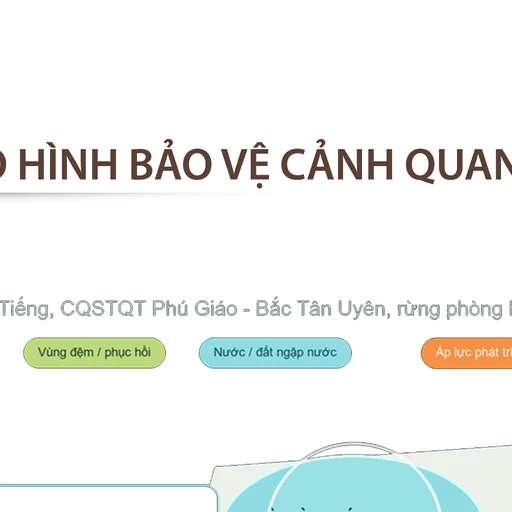 HÌNH BẢO VỆ CẢNH QUAN
Tiếng, CQSTQT Phú Giáo - Bắc Tân Uyên, rừng phòng
Vùng đệm / phục hồi
Nước / đất ngập nước
Áp lực phát tri